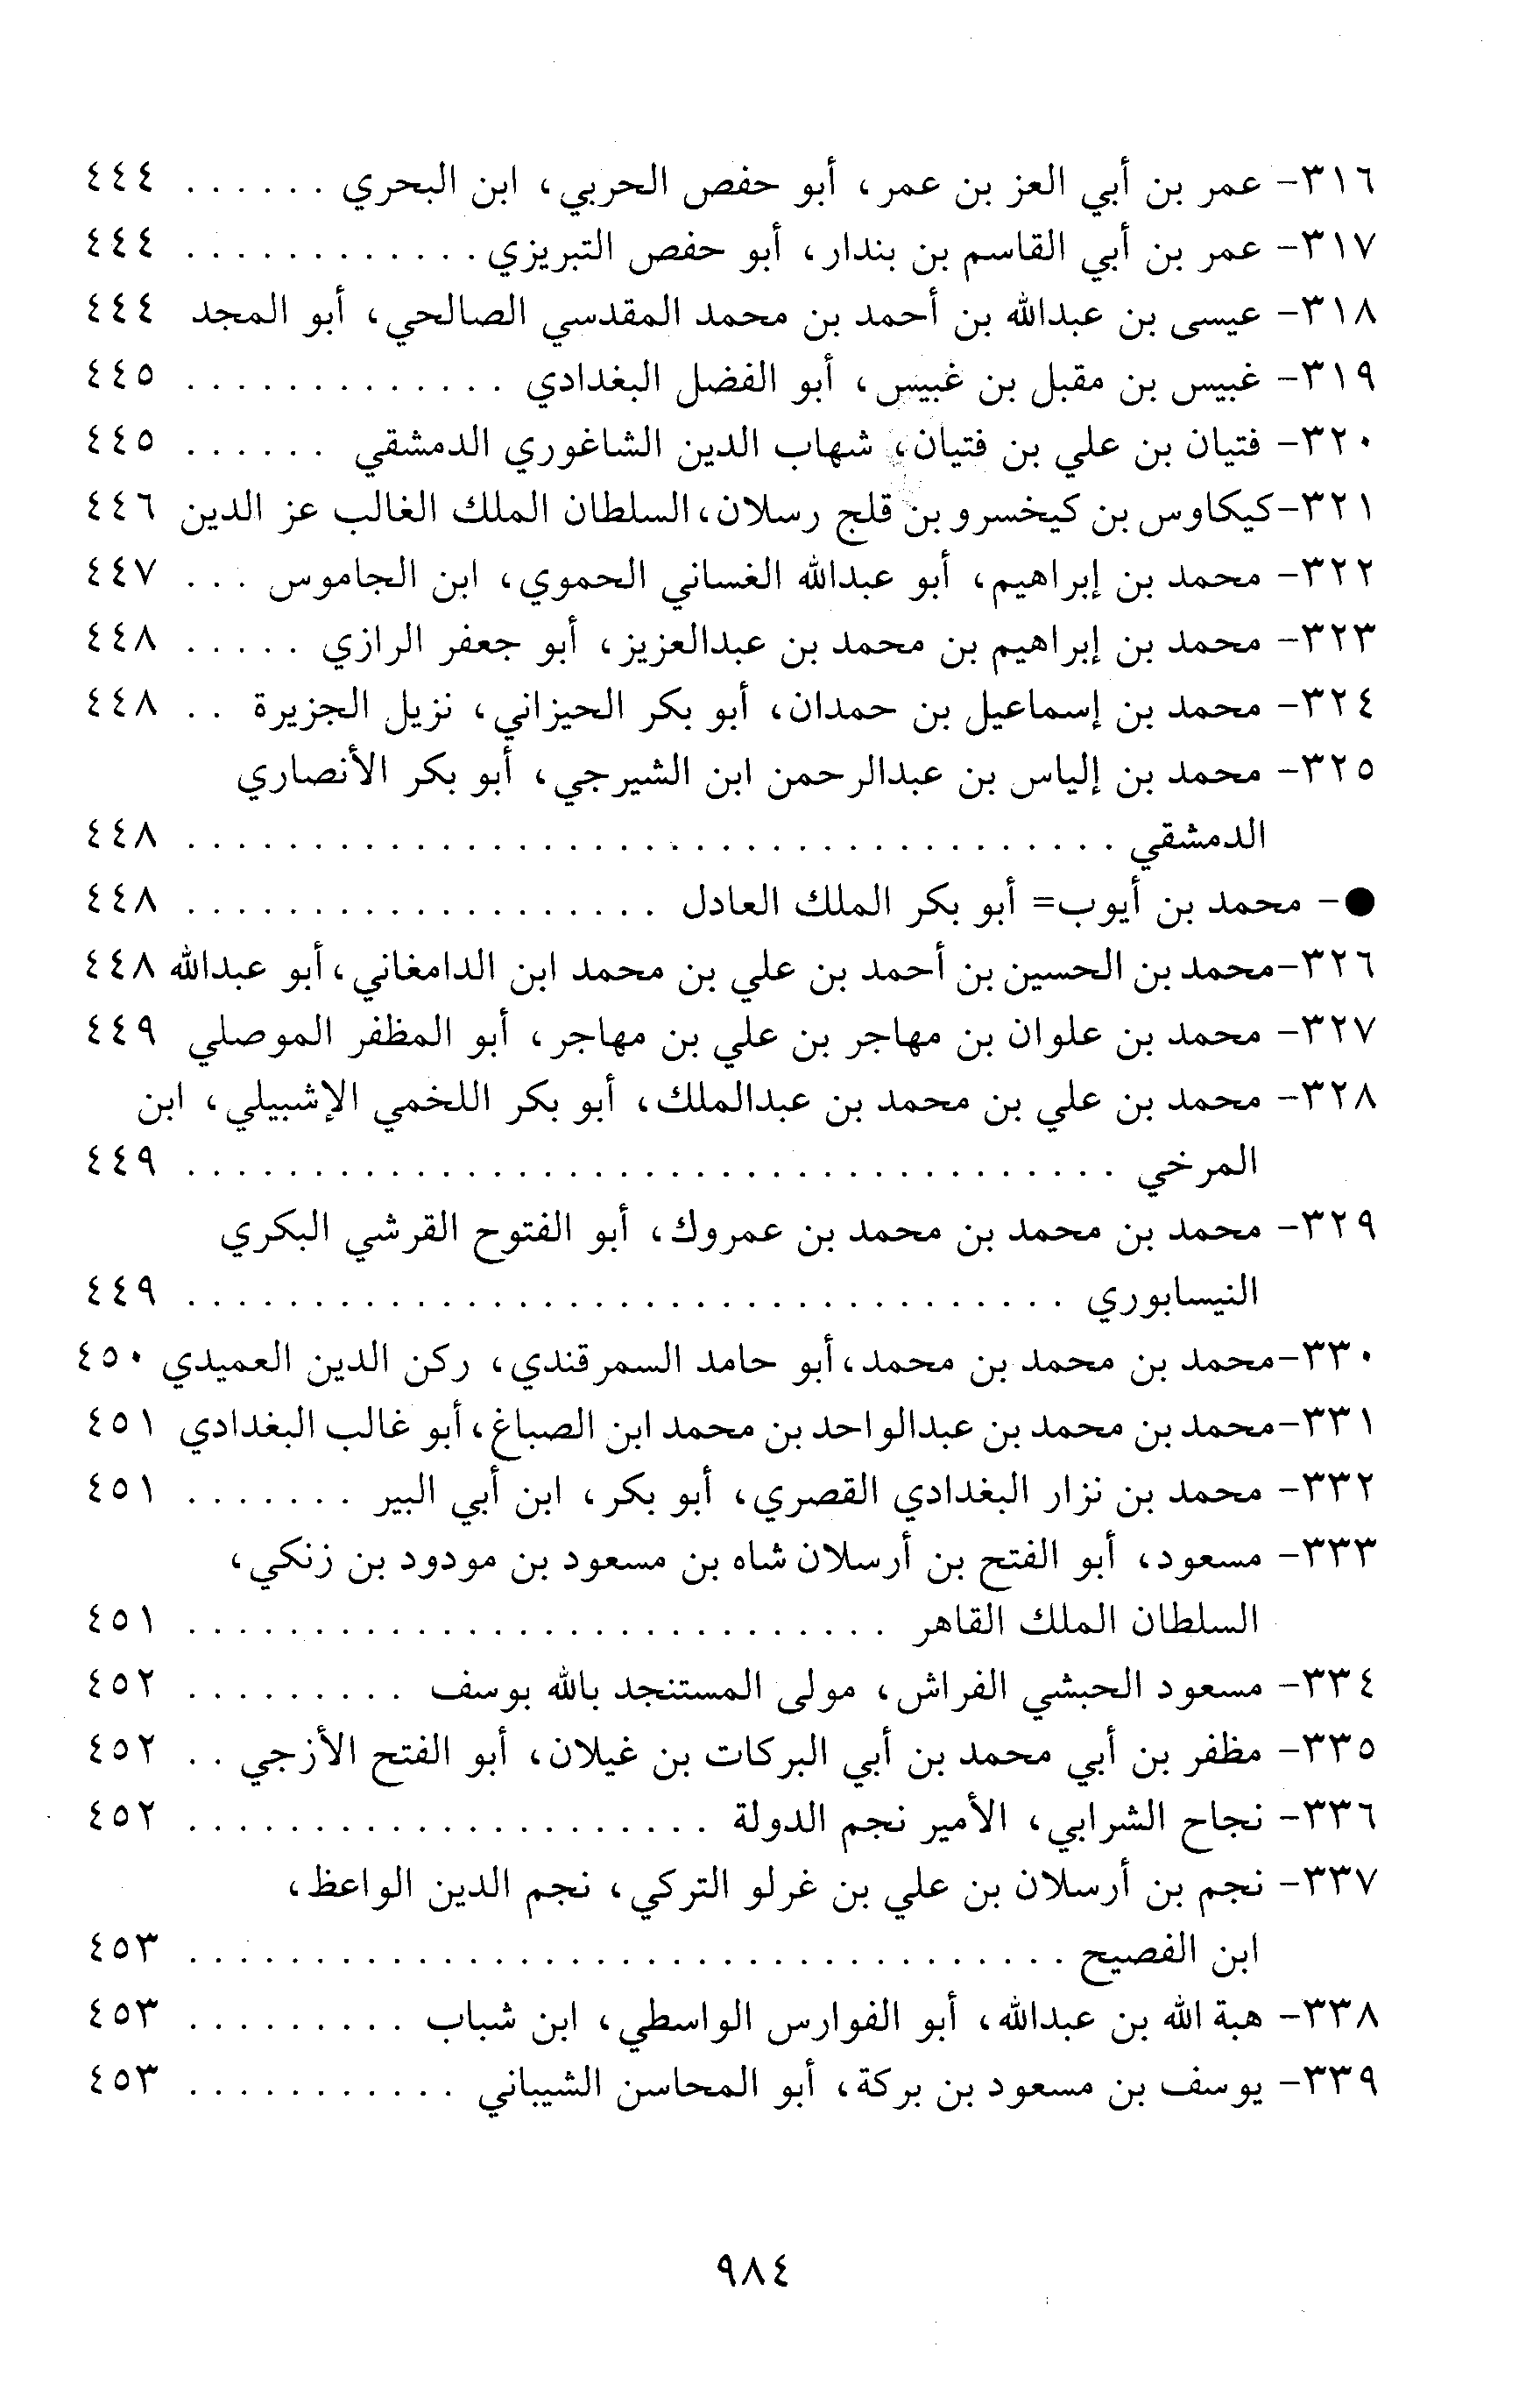 ٣١٦- عمر بن أبي العز بن عمر، أبو حفص الحربي، ابن البحري . . . . . . ٤٤٤
٣١٧- عمر بن أبي القاسم بن بندار، أبو حفص التبريزي . . . . . . . . . . . . ٤٤٤
٣١٨- عيسى بن عبدالله بن أحمد بن محمد المقدسي الصالحي، أبو المجد ٤٤٤
٣١٩- غبيس بن مقبل بن غبيس، أبو الفضل البغدادي . . . . . . . . . . . . . ٤٤٥
٣٢٠- فتيان بن علي بن فتيان، شهاب الدين الشاغوري الدمشقي . . . . . . ٤٤٥
٣٢١-كيكاوس بن كيخسرو بن قلج رسلان،السلطان الملك الغالب عز الدين ٤٤٦
٣٢٢- محمد بن إبراهيم، أبو عبدالله الغساني الحموي، ابن الجاموس . . . ٤٤٧
٣٢٣- محمد بن إبراهيم بن محمد بن عبدالعزيز، أبو جعفر الرازي . . . . . ٤٤٨
٣٢٤- محمد بن إسماعيل بن حمدان، أبو بكر الحيزاني، نزيل الجزيرة . . ٤٤٨
٣٢٥- محمد بن إلياس بن عبدالرحمن ابن الشيرجي، أبو بكر الأنصاري
الدمشقي . . . . . . . . . . . . . . . . . . . . . . . . . . . . . . . . . . . . . ٤٤٨
●- محمد بن أيوب= أبو بكر الملك العادل . . . . . . . . . . . . . . . . . . . ٤٤٨
٣٢٦-محمد بن الحسين بن أحمد بن علي بن محمد ابن الدامغاني،أبو عبدالله ٤٤٨
٣٢٧- محمد بن علوان بن مهاجر بن علي بن مهاجر، أبو المظفر الموصلي ٤٤٩
٣٢٨- محمد بن علي بن محمد بن عبدالملك، أبو بكر اللخمي الإشبيلي، ابن
المرخي . . . . . . . . . . . . . . . . . . . . . . . . . . . . . . . . . . . . . ٤٤٩
٣٢٩- محمد بن محمد بن محمد بن عمروك، أبو الفتوح القرشي البكري
النيسابوري . . . . . . . . . . . . . . . . . . . . . . . . . . . . . . . . . . . ٤٤٩
٣٣٠-محمد بن محمد بن محمد،أبو حامد السمرقندي، ركن الدين العميدي ٤٥٠
٣٣١-محمد بن محمد بن عبدالواحد بن محمد ابن الصباغ،أبو غالب البغدادي ٤٥١
٣٣٢- محمد بن نزار البغدادي القصري، أبو بكر، ابن أبي البير . . . . . . . ٤٥١
٣٣٣- مسعود، أبو الفتح بن أرسلان شاه بن مسعود بن مودود بن زنكي،
السلطان الملك القاهر . . . . . . . . . . . . . . . . . . . . . . . . . . . . ٤٥١
٣٣٤- مسعود الحبشي الفراش، مولى المستنجد بالله بوسف . . . . . . . . . ٤٥٢
٣٣٥- مظفر بن أبي محمد بن أبي البركات بن غيلان، أبو الفتح الأزجي . . ٤٥٢
٣٣٦- نجاح الشرابي، الأمير نجم الدولة . . . . . . . . . . . . . . . . . . . . . ٤٥٢
٣٣٧- نجم بن أرسلان بن علي بن غرلو التركي، نجم الدين الواعظ،
ابن الفصيح . . . . . . . . . . . . . . . . . . . . . . . . . . . . . . . . . . . ٤٥٣
٣٣٨- هبة الله بن عبدالله، أبو الفوارس الواسطي، ابن شباب . . . . . . . . . ٤٥٣
٣٣٩- يوسف بن مسعود بن بركة، أبو المحاسن الشيباني . . . . . . . . . . . ٤٥٣
٩٨٤